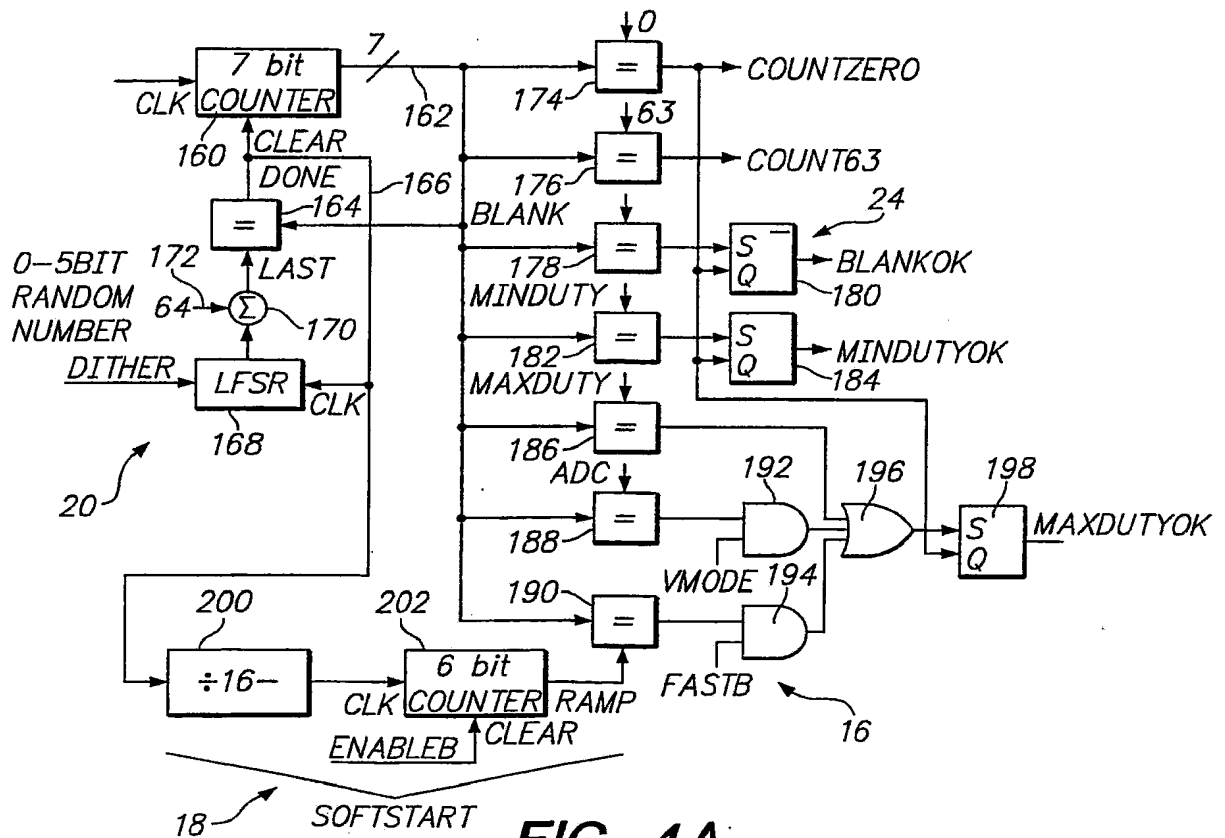 0
7
7 bit
COUNTER
=
COUNTZERO
CLK
162
174
160
CLEAR
63
=
COUNT63
DONE
166
176
164
=
BLANK
24
0-5BIT
RANDOM
NUMBER
172
64
LAST
Σ
170
=
178
S
Q
BLANKOK
180
MINDUTY
=
182
S
Q
MINDUTYOK
184
DITHER
LFSR
CLK
168
MAXDUTY
=
186
20
ADC
=
188
192
196
198
S
Q
MAXDUTYOK
VMODE
194
190
=
200
÷16-
202
6 bit
COUNTER
CLK
RAMP
FASTB
16
ENABLEB
CLEAR
18
SOFTSTART
FIG. 4A